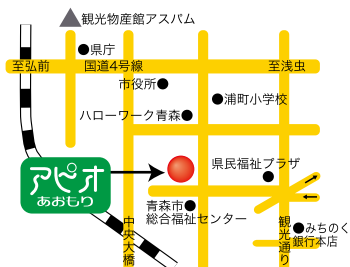 観光物産館アスパム
県庁
至弘前
国道4号線
至浅虫
市役所
浦町小学校
ハローワーク青森
県民福祉プラザ
アピオ
あおもり
青森市
総合福祉センター
中央大橋
観光通り
みちのく
銀行本店